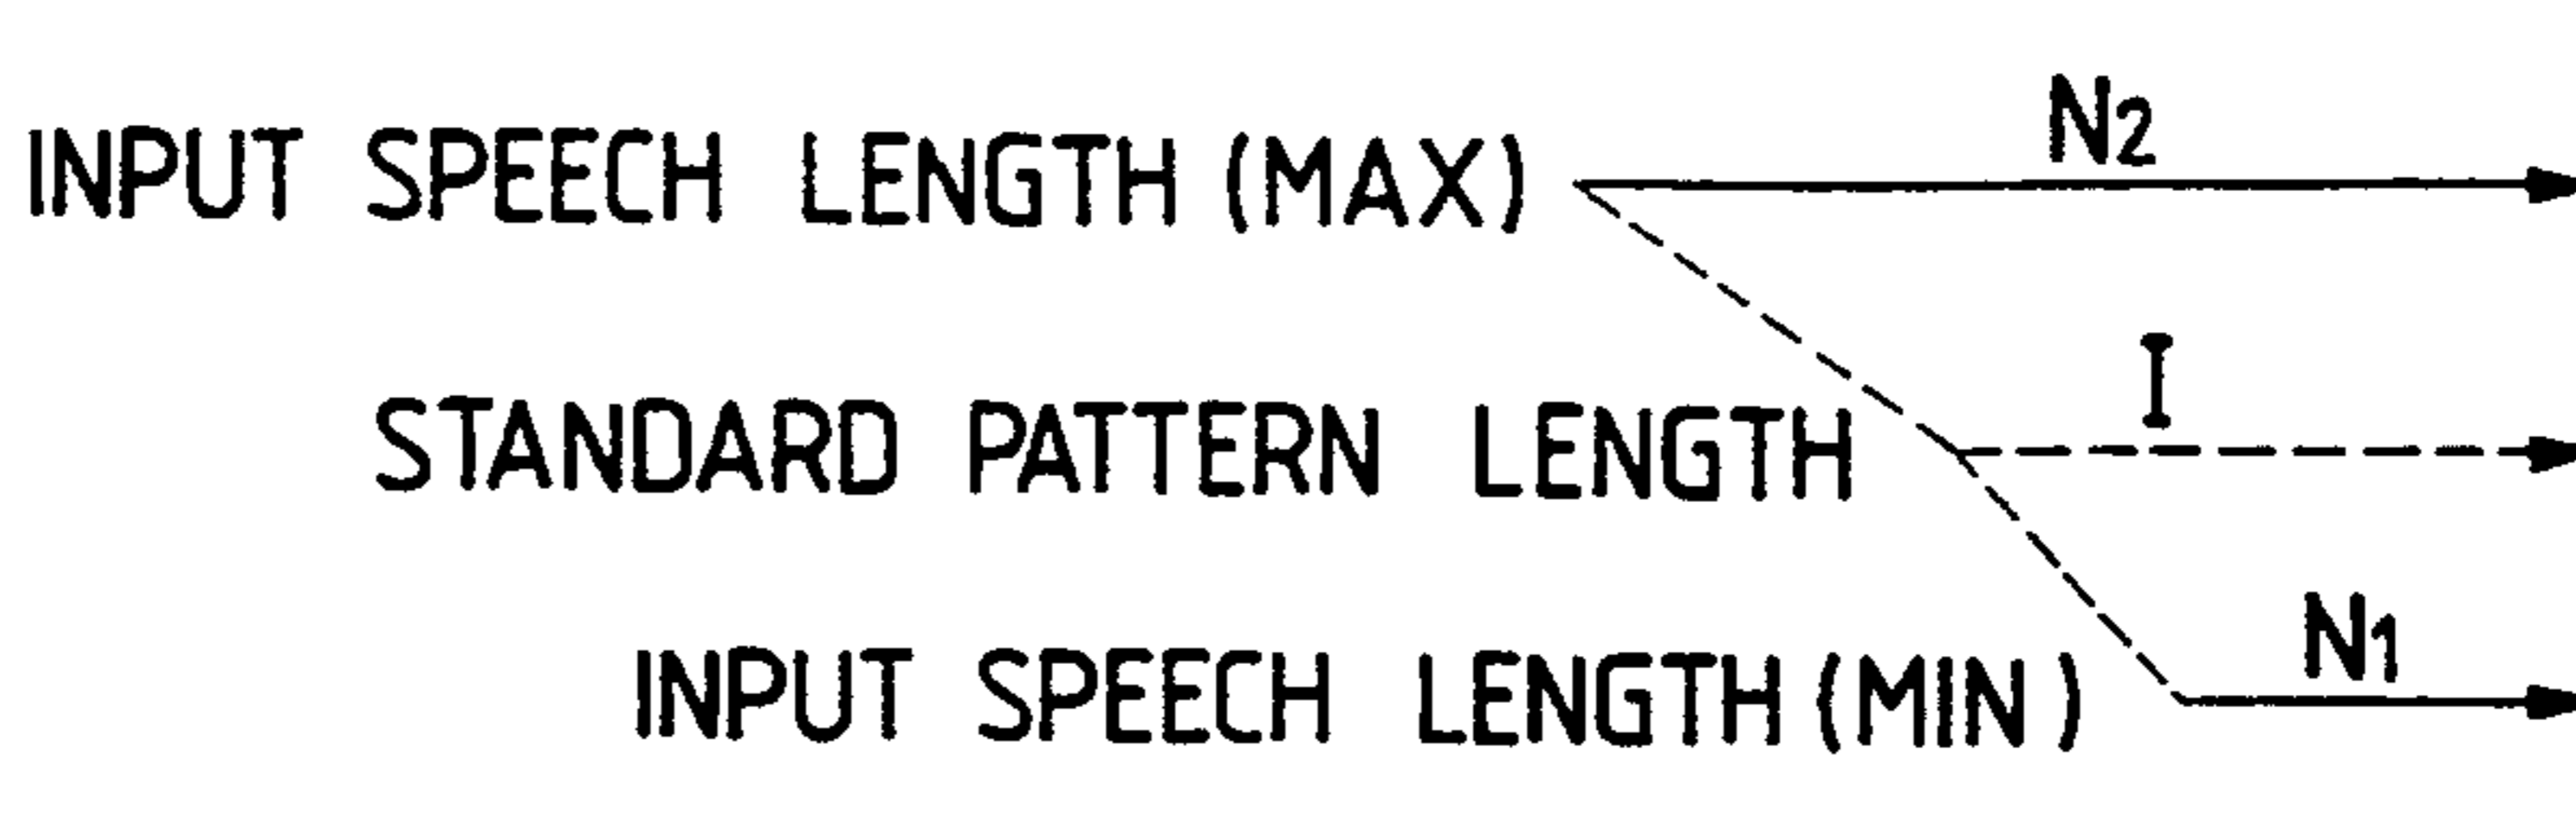 INPUT SPEECH LENGTH (MAX) N2
STANDARD PATTERN LENGTH I
INPUT SPEECH LENGTH (MIN) N1